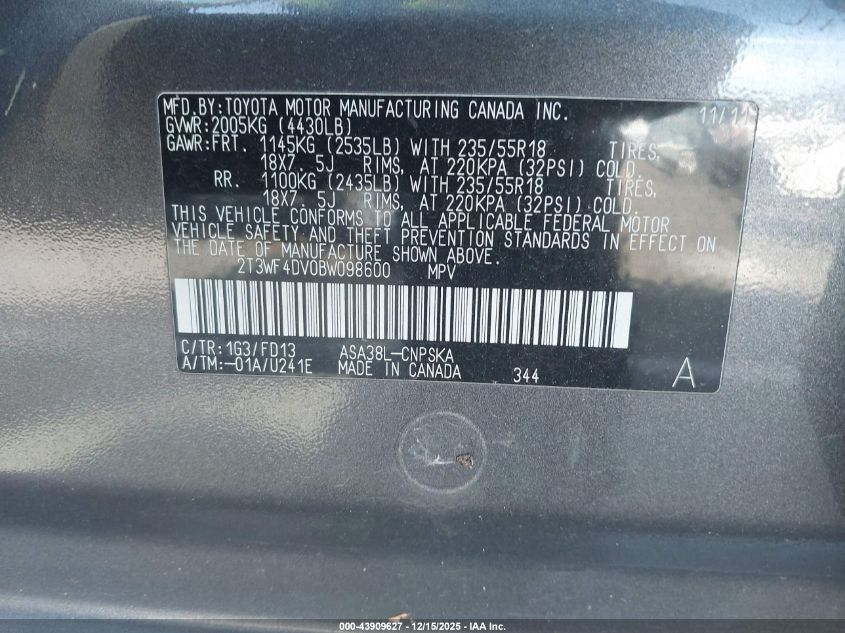 MFD.BY:TOYOTA MOTOR MANUFACTURING CANADA INC. 11/11
GVWR:2005KG (4430LB)
GAWR:FRT. 1145KG (2535LB) WITH 235/55R18 TIRES,
18X7. 5J RIMS, AT 220KPA (32PSI) COLD.
RR. 1100KG (2435LB) WITH 235/55R18 TIRES,
18X7. 5J RIMS, AT 220KPA (32PSI) COLD.
THIS VEHICLE CONFORMS TO ALL APPLICABLE FEDERAL MOTOR
VEHICLE SAFETY AND THEFT PREVENTION STANDARDS IN EFFECT ON
THE DATE OF MANUFACTURE SHOWN ABOVE.
2T3WF4DV0BW098600 MPV
C/TR:1G3/FD13 ASA38L-CNPSKA
A/TM:-01A/U241E MADE IN CANADA 344 A
000-43909627 - 12/15/2025 - IAA Inc.